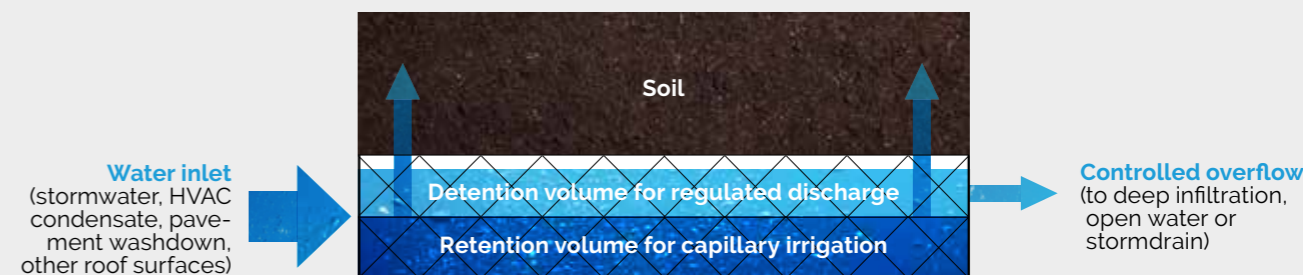 Soil
Water inlet
(stormwater, HVAC
condensate, pave-
ment washdown,
other roof surfaces)
Detention volume for regulated discharge
Retention volume for capillary irrigation
Controlled overflow
(to deep infiltration,
open water or
stormdrain)